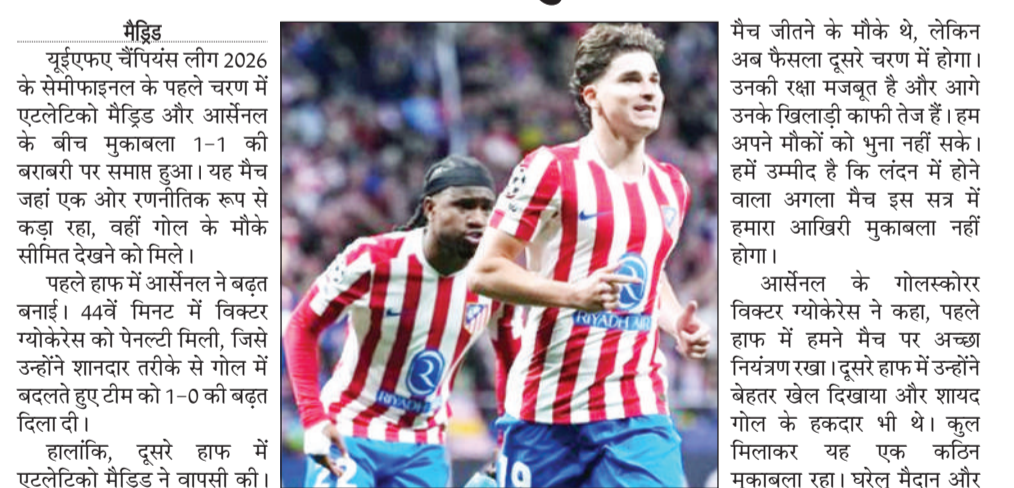 मैड्रिड
यूईएफए चैंपियंस लीग 2026
के सेमीफाइनल के पहले चरण में
एटलेटिको मैड्रिड और आर्सेनल
के बीच मुकाबला 1-1 की
बराबरी पर समाप्त हुआ। यह मैच
जहां एक ओर रणनीतिक रूप से
कड़ा रहा, वहीं गोल के मौके
सीमित देखने को मिले।
पहले हाफ में आर्सेनल ने बढ़त
बनाई। 44वें मिनट में विक्टर
ग्योकेरेस को पेनल्टी मिली, जिसे
उन्होंने शानदार तरीके से गोल में
बदलते हुए टीम को 1-0 की बढ़त
दिला दी।
हालांकि, दूसरे हाफ में
एटलेटिको मैड्रिड ने वापसी की।
RIYADH AIR
RIYADH
22
19
मैच जीतने के मौके थे, लेकिन
अब फैसला दूसरे चरण में होगा।
उनकी रक्षा मजबूत है और आगे
उनके खिलाड़ी काफी तेज हैं। हम
अपने मौकों को भुना नहीं सके।
हमें उम्मीद है कि लंदन में होने
वाला अगला मैच इस सत्र में
हमारा आखिरी मुकाबला नहीं
होगा।
आर्सेनल के गोलस्कोरर
विक्टर ग्योकेरेस ने कहा, पहले
हाफ में हमने मैच पर अच्छा
नियंत्रण रखा। दूसरे हाफ में उन्होंने
बेहतर खेल दिखाया और शायद
गोल के हकदार भी थे। कुल
मिलाकर यह एक कठिन
मुकाबला रहा। घरेलू मैदान और